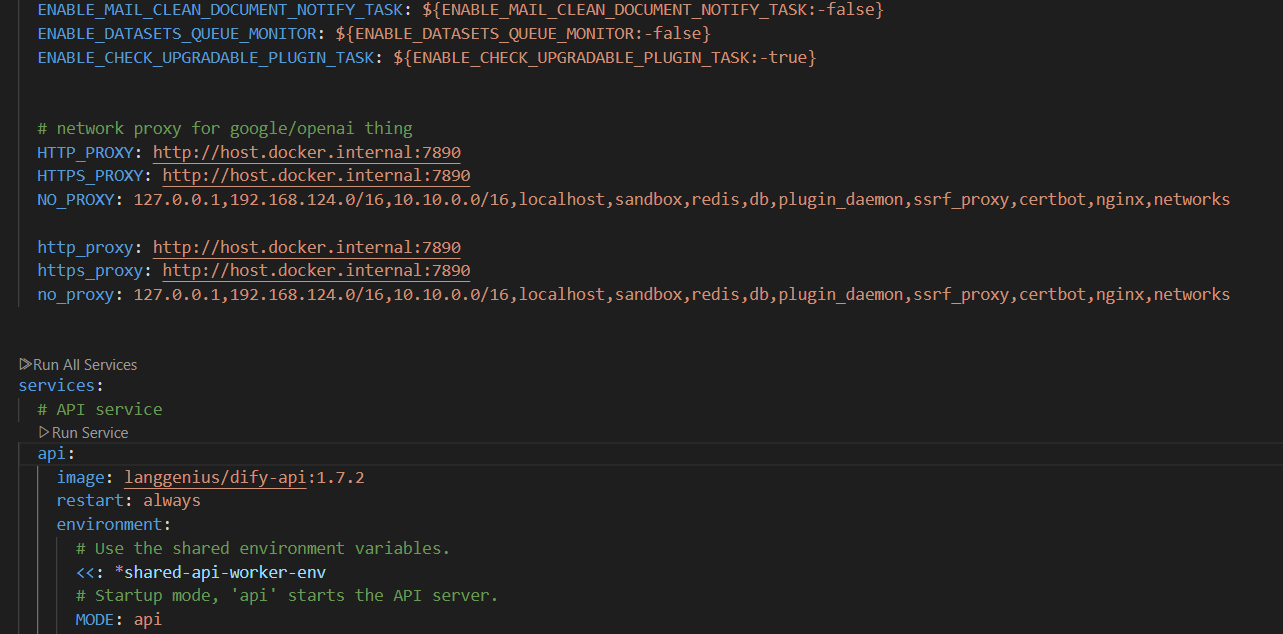 ENABLE_MAIL_CLEAN_DOCUMENT_NOTIFY_TASK: ${ENABLE_MAIL_CLEAN_DOCUMENT_NOTIFY_TASK:-false}
ENABLE_DATASETS_QUEUE_MONITOR: ${ENABLE_DATASETS_QUEUE_MONITOR:-false}
ENABLE_CHECK_UPGRADABLE_PLUGIN_TASK: ${ENABLE_CHECK_UPGRADABLE_PLUGIN_TASK:-true}
# network proxy for google/openai thing
HTTP_PROXY: http://host.docker.internal:7890
HTTPS_PROXY: http://host.docker.internal:7890
NO_PROXY: 127.0.0.1,192.168.124.0/16,10.10.0.0/16,localhost,sandbox,redis,db,plugin_daemon,ssrf_proxy,certbot,nginx,networks
http_proxy: http://host.docker.internal:7890
https_proxy: http://host.docker.internal:7890
no_proxy: 127.0.0.1,192.168.124.0/16,10.10.0.0/16,localhost,sandbox,redis,db,plugin_daemon,ssrf_proxy,certbot,nginx,networks
Run All Services
services:
# API service
Run Service
api:
image: langgenius/dify-api:1.7.2
restart: always
environment:
# Use the shared environment variables.
<<: *shared-api-worker-env
# Startup mode, 'api' starts the API server.
MODE: api